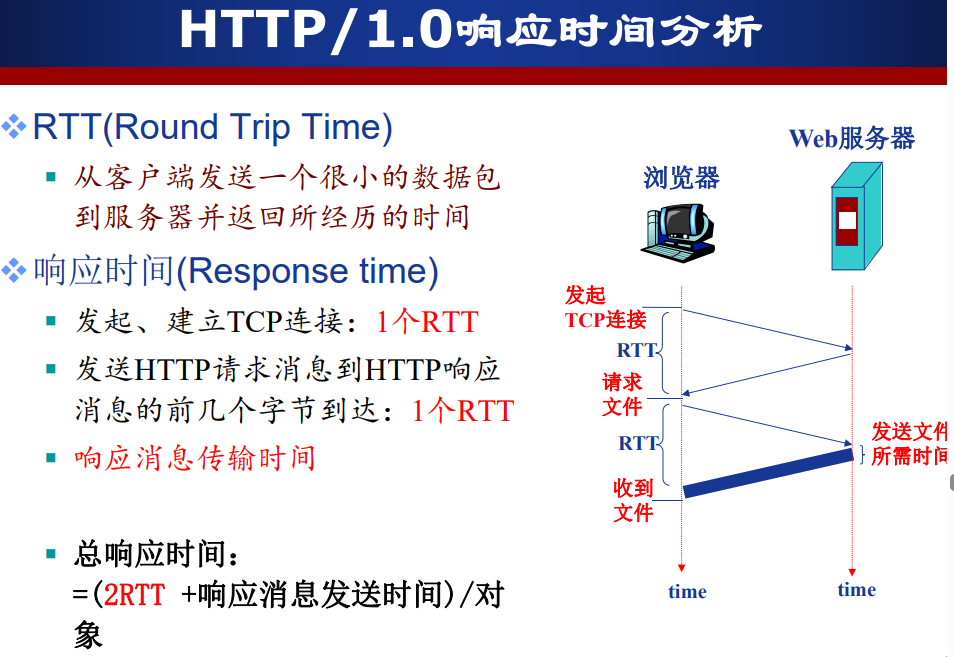 HTTP/1.0响应时间分析
RTT(Round Trip Time)
从客户端发送一个很小的数据包
到服务器并返回所经历的时间
响应时间(Response time)
发起、建立TCP连接：1个RTT
发送HTTP请求消息到HTTP响应
消息的前几个字节到达：1个RTT
响应消息传输时间
总响应时间：
=(2RTT +响应消息发送时间)/对
象
Web服务器
浏览器
发起
TCP连接
RTT
请求
文件
RTT
发送文件
所需时间
收到
文件
time
time